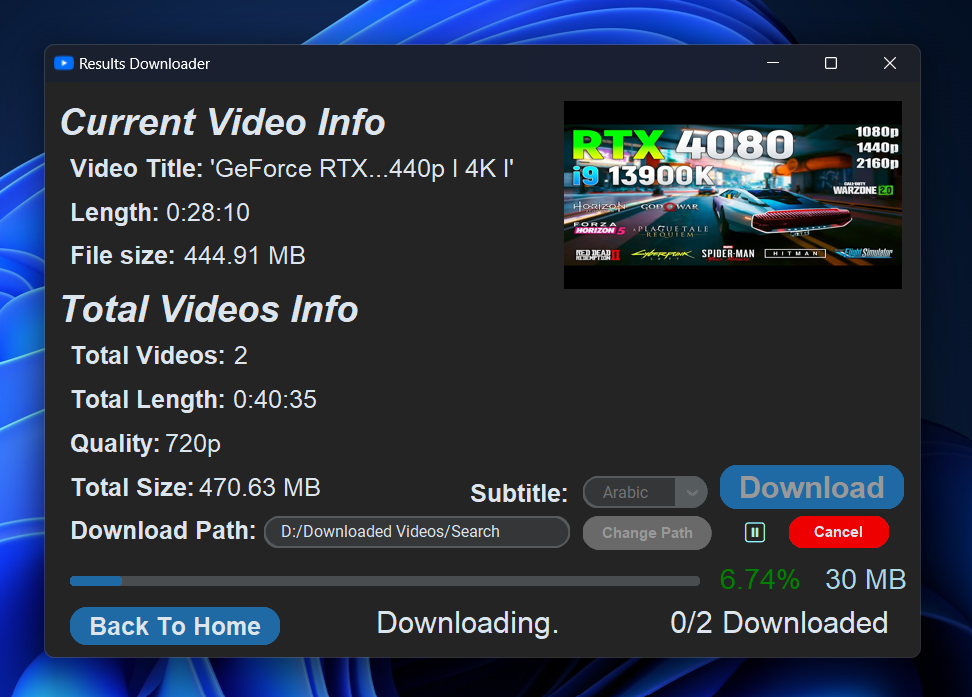 Results Downloader
Current Video Info
Video Title: 'GeForce RTX...440p l 4K l'
Length: 0:28:10
File size: 444.91 MB
RTX 4080
i9 13900K
1080p
1440p
2160p
CALL OF DUTY
WARZONE 2.0
HORIZON
GOD OF WAR
FORZA
HORIZON 5
A PLAGUE TALE
REQUIEM
RED DEAD
REDEMPTION II
CYBERPUNK
MARVEL
SPIDER-MAN
HITMAN
Flight Simulator
Total Videos Info
Total Videos: 2
Total Length: 0:40:35
Quality: 720p
Total Size: 470.63 MB
Subtitle: Arabic
Download
Download Path: D:/Downloaded Videos/Search
Change Path
Cancel
6.74% 30 MB
Back To Home
Downloading.
0/2 Downloaded